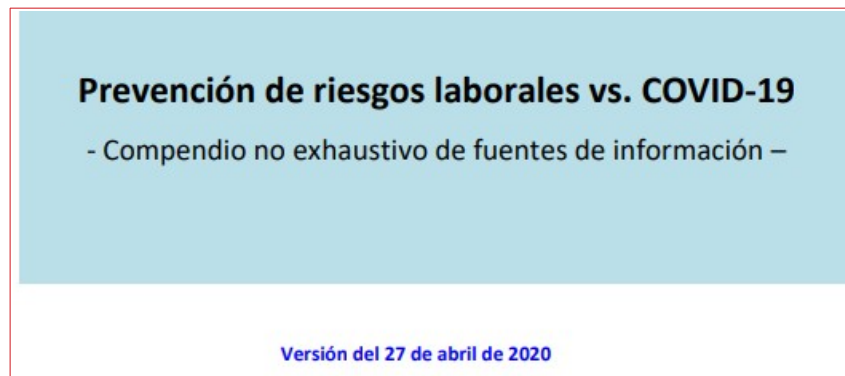 Prevención de riesgos laborales vs. COVID-19
- Compendio no exhaustivo de fuentes de información –
Versión del 27 de abril de 2020